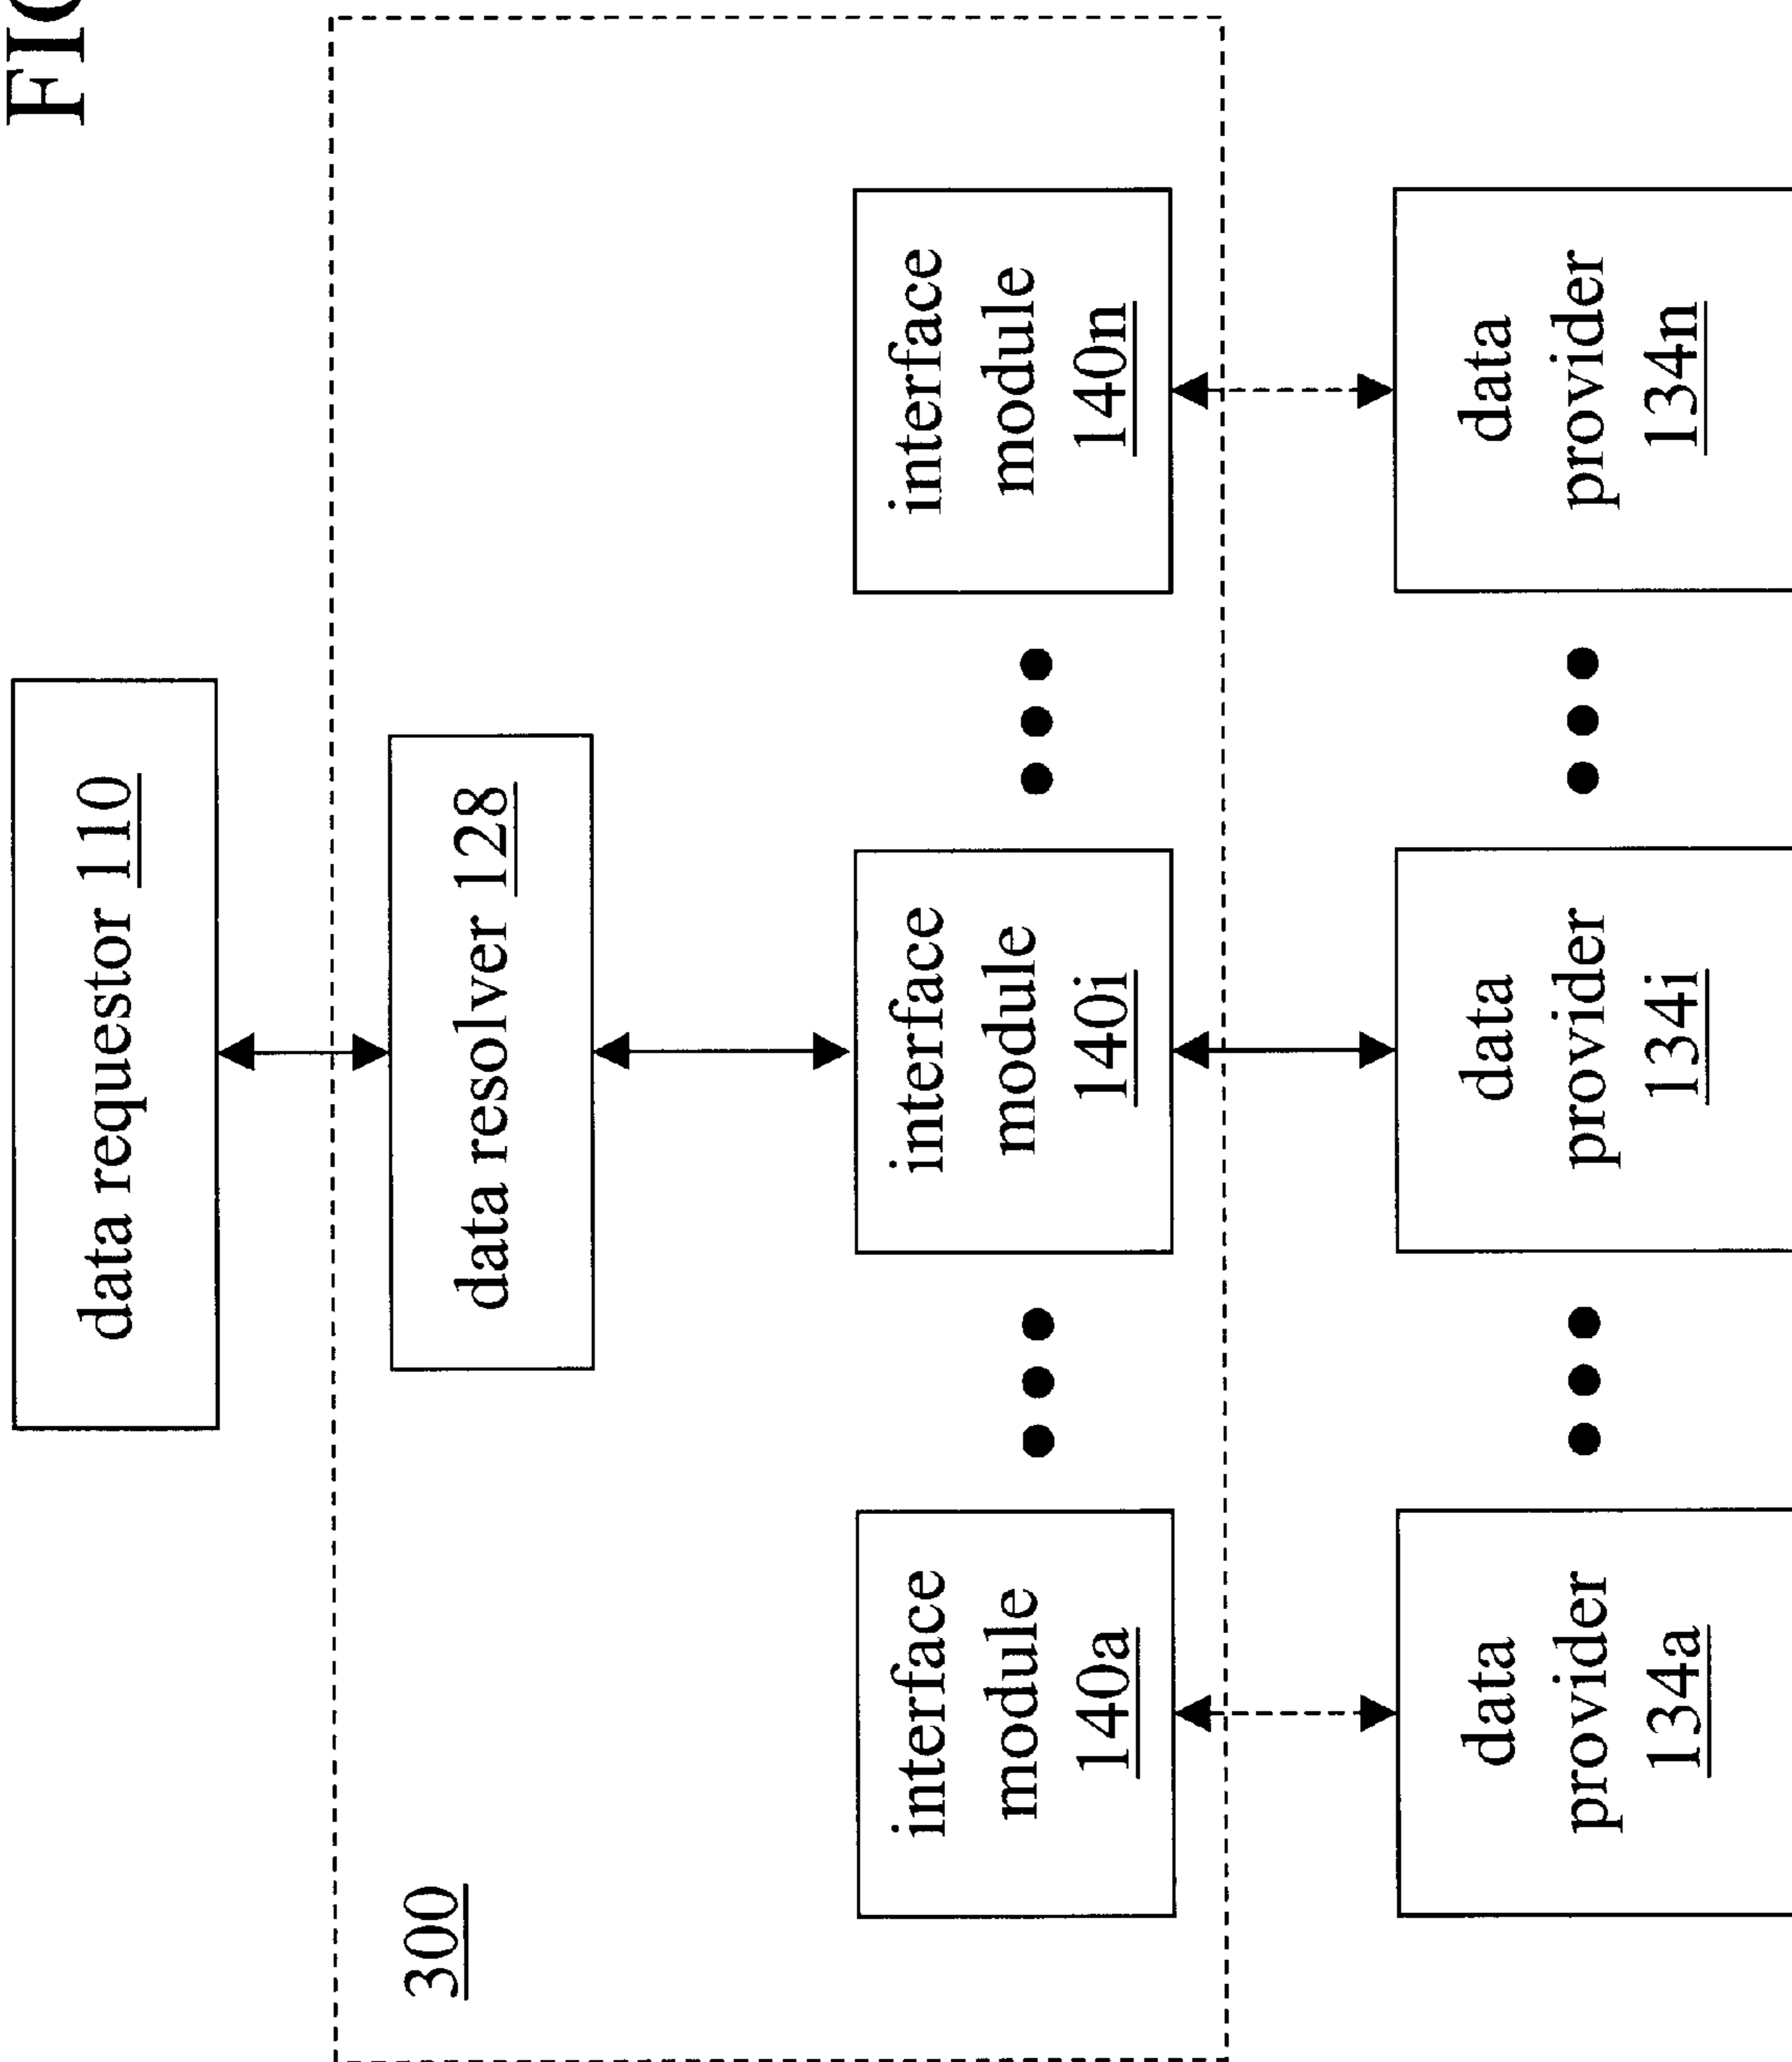 data requestor 110
300
data resolver 128
interface
module
140a
interface
module
140i
interface
module
140n
data
provider
134a
data
provider
134i
data
provider
134n